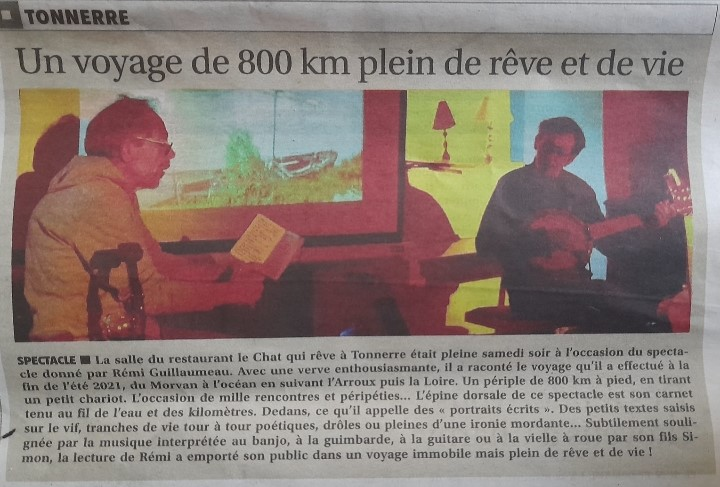 TONNERRE
Un voyage de 800 km plein de rêve et de vie
SPECTACLE ■ La salle du restaurant le Chat qui rêve à Tonnerre était pleine samedi soir à l'occasion du specta-
cle donné par Rémi Guillaumeau. Avec une verve enthousiasmante, il a raconté le voyage qu'il a effectué à la
fin de l'été 2021, du Morvan à l'océan en suivant l'Arroux puis la Loire. Un périple de 800 km à pied, en tirant
un petit chariot. L'occasion de mille rencontres et péripéties... L'épine dorsale de ce spectacle est son carnet
tenu au fil de l'eau et des kilomètres. Dedans, ce qu'il appelle des « portraits écrits ». Des petits textes saisis
sur le vif, tranches de vie tour à tour poétiques, drôles ou pleines d'une ironie mordante... Subtilement souli-
gnée par la musique interprétée au banjo, à la guimbarde, à la guitare ou à la vielle à roue par son fils Si-
mon, la lecture de Rémi a emporté son public dans un voyage immobile mais plein de rêve et de vie !